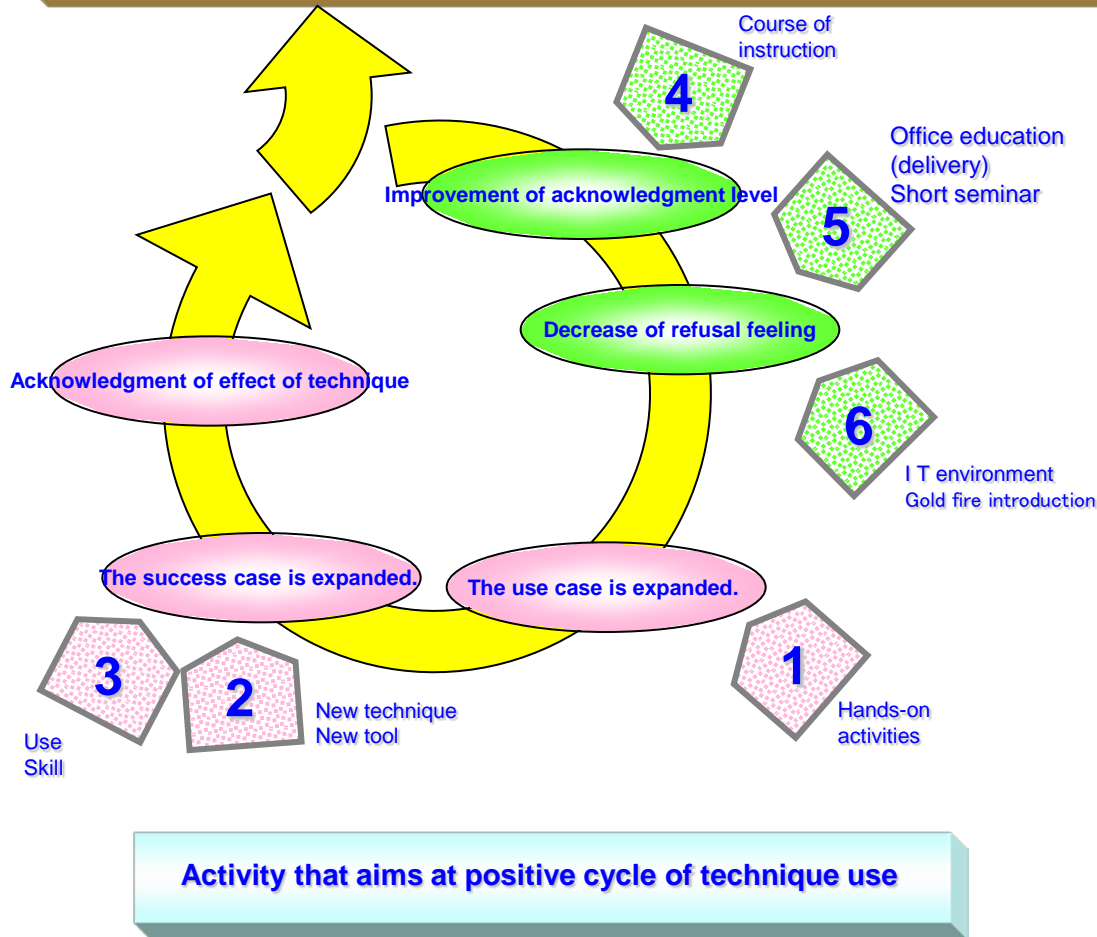 Course of
instruction
4
Office education
(delivery)
Short seminar
Improvement of acknowledgment level
5
Decrease of refusal feeling
Acknowledgment of effect of technique
6
I T environment
Gold fire introduction
The success case is expanded.
The use case is expanded.
3
2
1
New technique
New tool
Hands-on
activities
Use
Skill
Activity that aims at positive cycle of technique use